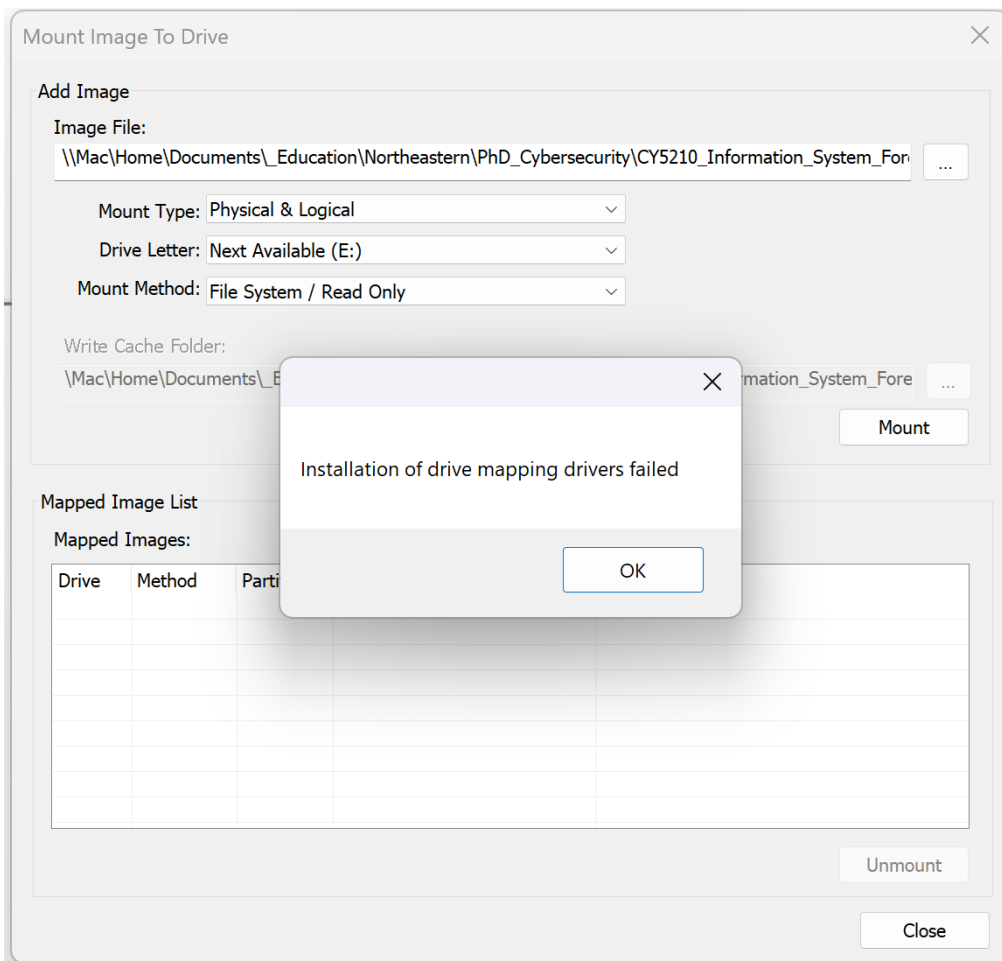 Mount Image To Drive
Add Image
Image File:
\\Mac\Home\Documents\_Education\Northeastern\PhD_Cybersecurity\CY5210_Information_System_For
...
Mount Type: Physical & Logical
Drive Letter: Next Available (E:)
Mount Method: File System / Read Only
Write Cache Folder:
\Mac\Home\Documents\_E mation_System_Fore
...
Mount
Installation of drive mapping drivers failed
OK
Mapped Image List
Mapped Images:
Drive Method Parti
Unmount
Close